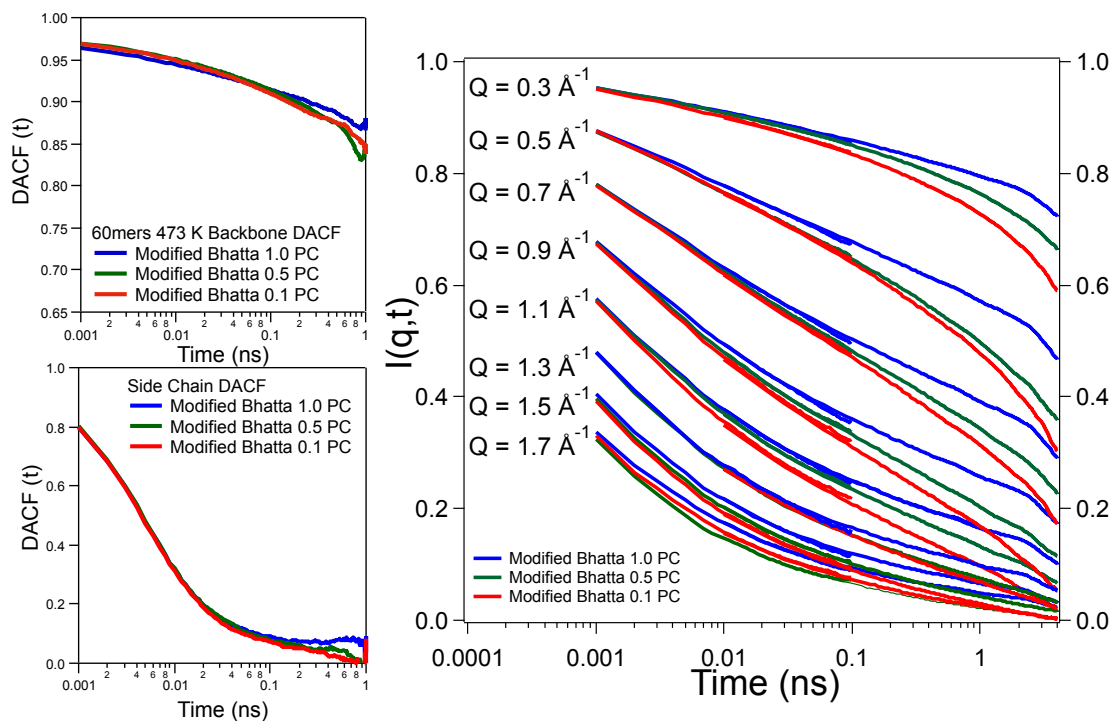 1.00
0.95
0.90
0.85
0.80
0.75
0.70
0.65
DACF (t)
60mers 473 K Backbone DACF
Modified Bhatta 1.0 PC
Modified Bhatta 0.5 PC
Modified Bhatta 0.1 PC
0.001 2 4 6 8 0.01 2 4 6 8 0.1 2 4 6 8 1
Time (ns)
1.0
0.8
0.6
0.4
0.2
0.0
DACF (t)
Side Chain DACF
Modified Bhatta 1.0 PC
Modified Bhatta 0.5 PC
Modified Bhatta 0.1 PC
0.001 2 4 6 8 0.01 2 4 6 8 0.1 2 4 6 8 1
Time (ns)
1.0
0.8
0.6
0.4
0.2
0.0
I(q,t)
Q = 0.3 Å-1
Q = 0.5 Å-1
Q = 0.7 Å-1
Q = 0.9 Å-1
Q = 1.1 Å-1
Q = 1.3 Å-1
Q = 1.5 Å-1
Q = 1.7 Å-1
Modified Bhatta 1.0 PC
Modified Bhatta 0.5 PC
Modified Bhatta 0.1 PC
1.0
0.8
0.6
0.4
0.2
0.0
0.0001 0.001 0.01 0.1 1
Time (ns)